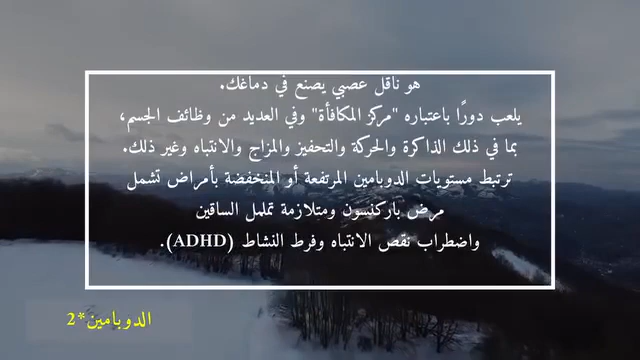 هو ناقل عصبي يصنع في دماغك.
يلعب دورًا باعتباره "مركز المكافأة" وفي العديد من وظائف الجسم،
بما في ذلك الذاكرة والحركة والتحفيز والمزاج والانتباه وغير ذلك.
ترتبط مستويات الدوبامين المرتفعة أو المنخفضة بأمراض تشمل
مرض باركنسون ومتلازمة تململ الساقين
واضطراب نقص الانتباه وفرط النشاط (ADHD).
الدوبامين*2